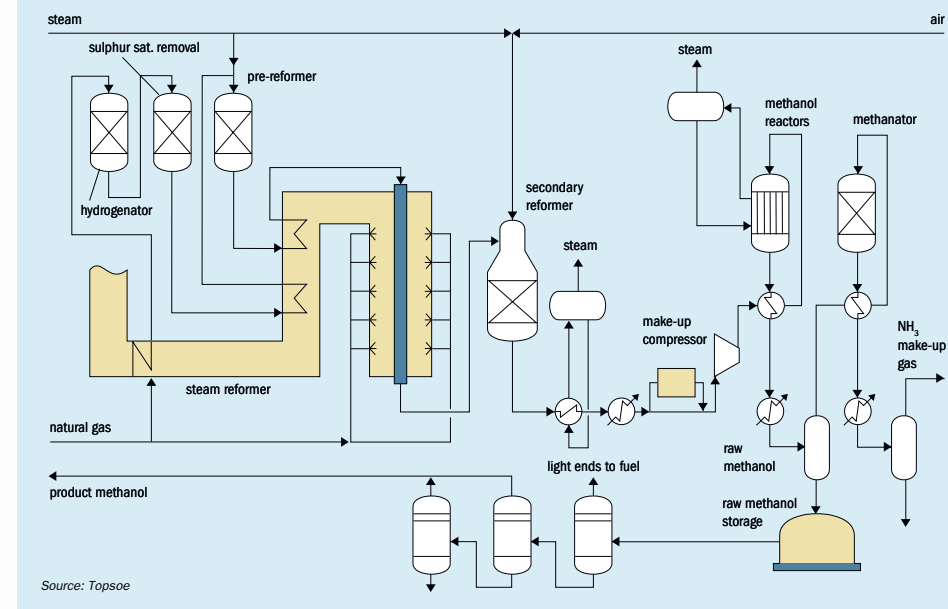 steam
air
sulphur sat. removal
steam
pre-reformer
methanol
reactors
methanator
hydrogenator
secondary
reformer
steam
make-up
compressor
NH3
make-up
gas
steam reformer
natural gas
raw
methanol
light ends to fuel
product methanol
raw methanol
storage
Source: Topsoe